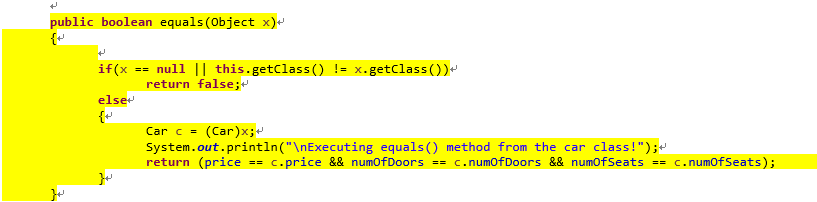 public boolean equals(Object x)
{
if(x == null || this.getClass() != x.getClass())
return false;
else
{
Car c = (Car)x;
System.out.println("\nExecuting equals() method from the car class!");
return (price == c.price && numOfDoors == c.numOfDoors && numOfSeats == c.numOfSeats);
}
}